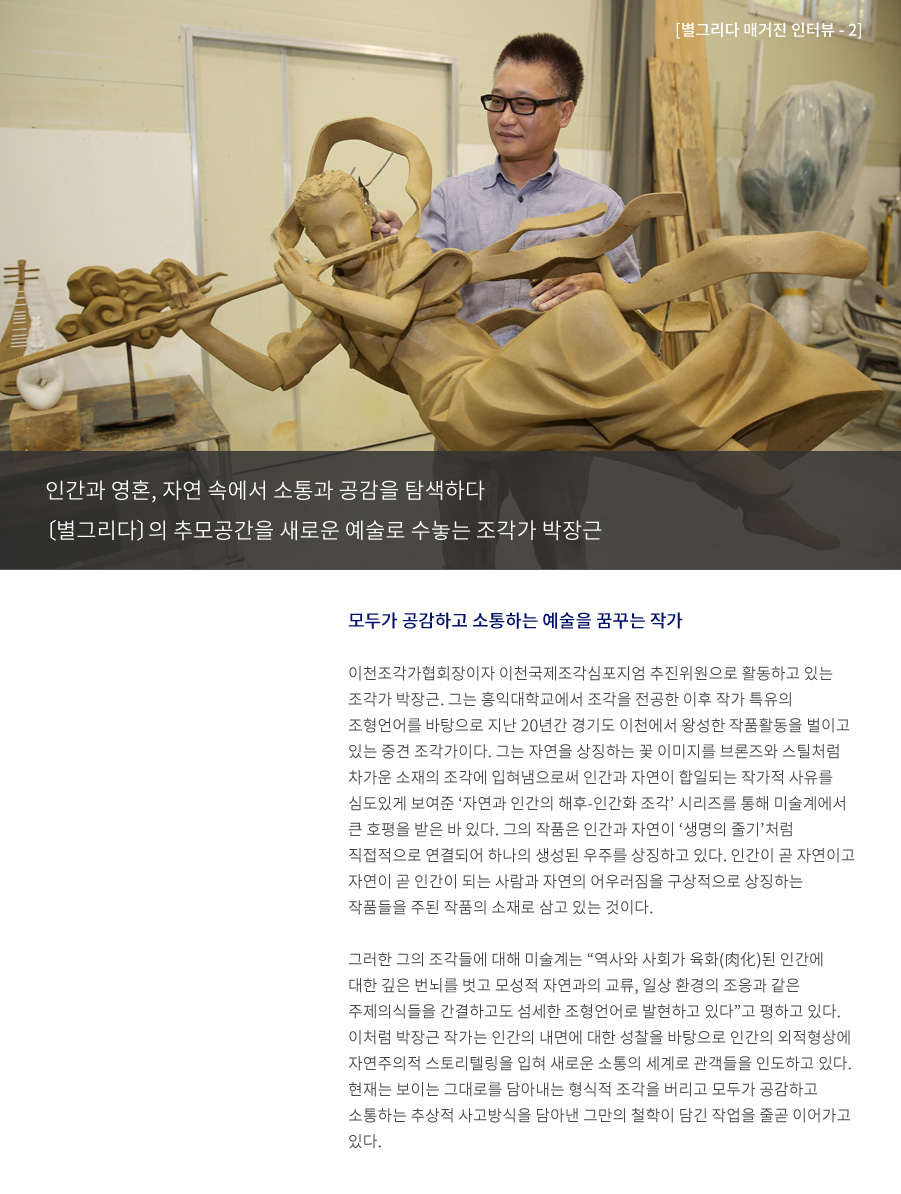 [별그리다 매거진 인터뷰 - 2]
인간과 영혼, 자연 속에서 소통과 공감을 탐색하다
〔별그리다〕의 추모공간을 새로운 예술로 수놓는 조각가 박장근
모두가 공감하고 소통하는 예술을 꿈꾸는 작가
이천조각가협회장이자 이천국제조각심포지엄 추진위원으로 활동하고 있는
조각가 박장근. 그는 홍익대학교에서 조각을 전공한 이후 작가 특유의
조형언어를 바탕으로 지난 20년간 경기도 이천에서 왕성한 작품활동을 벌이고
있는 중견 조각가이다. 그는 자연을 상징하는 꽃 이미지를 브론즈와 스틸처럼
차가운 소재의 조각에 입혀냄으로써 인간과 자연이 합일되는 작가적 사유를
심도있게 보여준 ‘자연과 인간의 해후-인간화 조각’ 시리즈를 통해 미술계에서
큰 호평을 받은 바 있다. 그의 작품은 인간과 자연이 ‘생명의 줄기’처럼
직접적으로 연결되어 하나의 생성된 우주를 상징하고 있다. 인간이 곧 자연이고
자연이 곧 인간이 되는 사람과 자연의 어우러짐을 구상적으로 상징하는
작품들을 주된 작품의 소재로 삼고 있는 것이다.
그러한 그의 조각들에 대해 미술계는 “역사와 사회가 육화(肉化)된 인간에
대한 깊은 번뇌를 벗고 모성적 자연과의 교류, 일상 환경의 조응과 같은
주제의식들을 간결하고도 섬세한 조형언어로 발현하고 있다”고 평하고 있다.
이처럼 박장근 작가는 인간의 내면에 대한 성찰을 바탕으로 인간의 외적형상에
자연주의적 스토리텔링을 입혀 새로운 소통의 세계로 관객들을 인도하고 있다.
현재는 보이는 그대로를 담아내는 형식적 조각을 버리고 모두가 공감하고
소통하는 추상적 사고방식을 담아낸 그만의 철학이 담긴 작업을 줄곧 이어가고
있다.